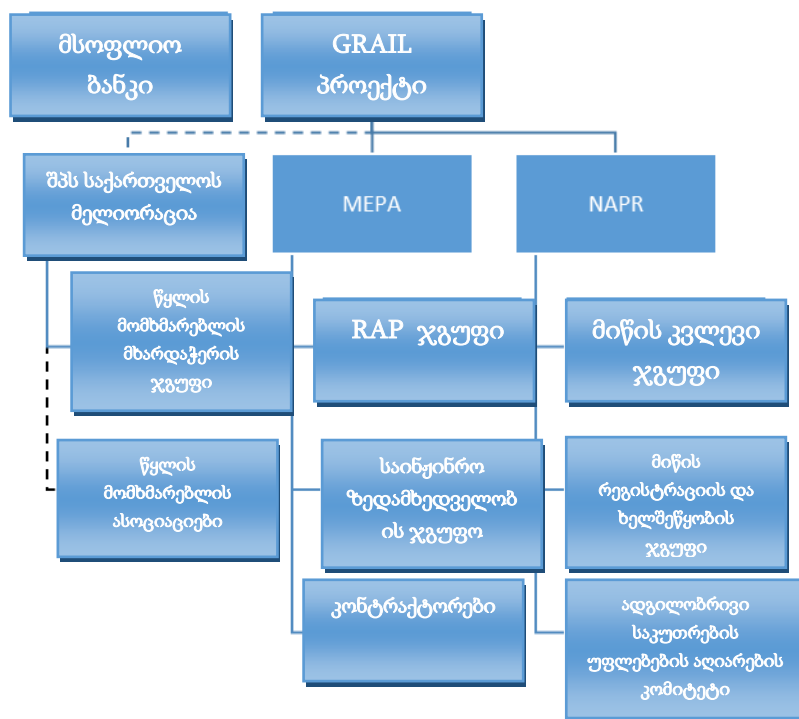 მსოფლიო
ბანკი
GRAIL
პროექტი
შპს საქართველოს
მელიორაცია
MEPA
NAPR
წყლის
მომხმარებლის
მხარდაჭერის
ჯგუფი
RAP ჯგუფი
მიწის კვლევი
ჯგუფი
წყლის
მომხმარებლის
ასოციაციები
საინჟინრო
ზედამხედველობ
ის ჯგუფო
მიწის
რეგისტრაციის და
ხელშეწყობის
ჯგუფი
კონტრაქტორები
ადგილობრივი
საკუთრების
უფლებების აღიარების
კომიტეტი